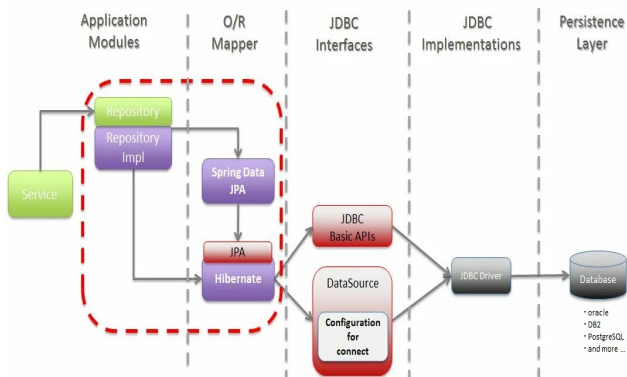 Application
Modules
O/R
Mapper
JDBC
Interfaces
JDBC
Implementations
Persistence
Layer
Repository
Repository
Impl
Service
Spring Data
JPA
JPA
Hibernate
JDBC
Basic APIs
DataSource
Configuration
for
connect
JDBC Driver
Database
• oracle
• DB2
• PostgreSQL
• and more ...